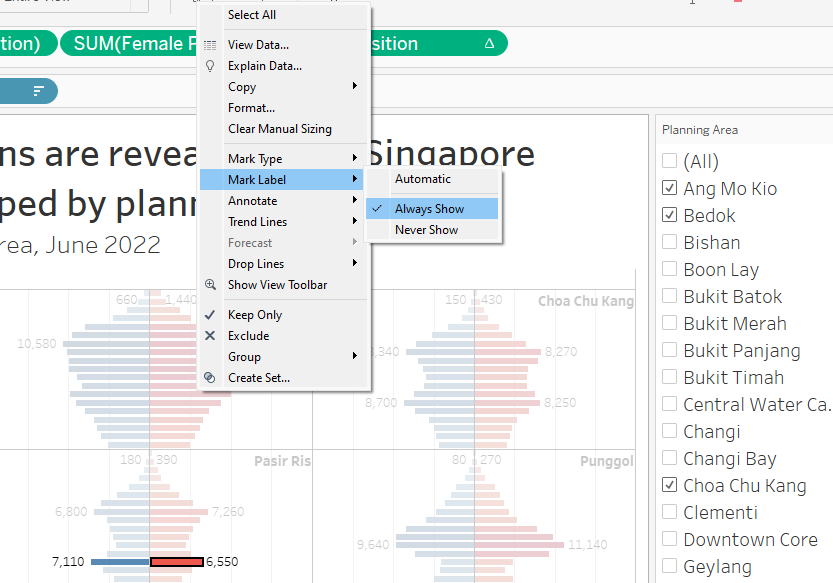 Select All
View Data...
Explain Data...
Copy
Format...
Clear Manual Sizing
Mark Type
Mark Label
Annotate
Trend Lines
Forecast
Drop Lines
Show View Toolbar
Keep Only
Exclude
Group
Create Set...
Automatic
Always Show
Never Show
tion)
SUM(Female P
sition
ns are revea
Singapore
ped by plann
rea, June 2022
660
1,440
10,580
150
430
Choa Chu Kang
8,340
8,270
8,700
8,250
180
390
Pasir Ris
6,800
7,260
7,110
6,550
80
270
Punggol
9,640
11,140
Planning Area
(All)
Ang Mo Kio
Bedok
Bishan
Boon Lay
Bukit Batok
Bukit Merah
Bukit Panjang
Bukit Timah
Central Water Ca..
Changi
Changi Bay
Choa Chu Kang
Clementi
Downtown Core
Geylang